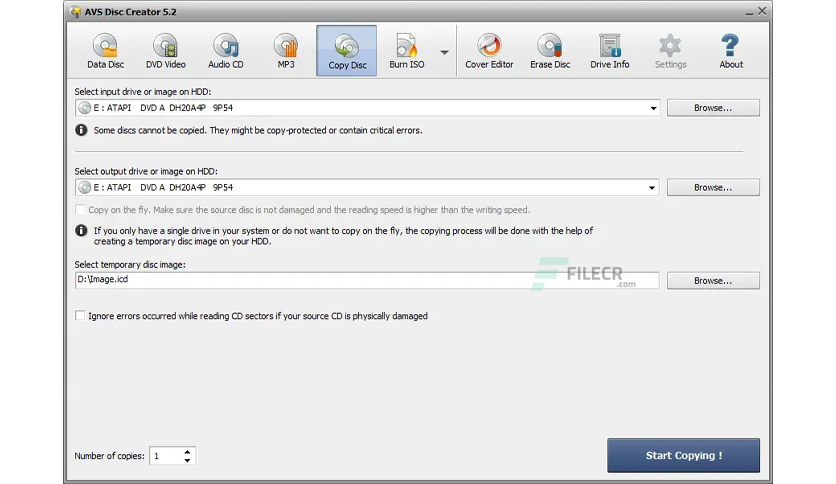 AVS Disc Creator 5.2
Data Disc
DVD Video
Audio CD
MP3
Copy Disc
Burn ISO
Cover Editor
Erase Disc
Drive Info
Settings
About
Select input drive or image on HDD:
E : ATAPI DVD A DH20A4P 9P54
Browse...
Some discs cannot be copied. They might be copy-protected or contain critical errors.
Select output drive or image on HDD:
E : ATAPI DVD A DH20A4P 9P54
Browse...
Copy on the fly. Make sure the source disc is not damaged and the reading speed is higher than the writing speed.
If you only have a single drive in your system or do not want to copy on the fly, the copying process will be done with the help of
creating a temporary disc image on your HDD.
Select temporary disc image:
D:\Image.icd
Browse...
FILECR
.com
Ignore errors occurred while reading CD sectors if your source CD is physically damaged
Number of copies: 1
Start Copying !